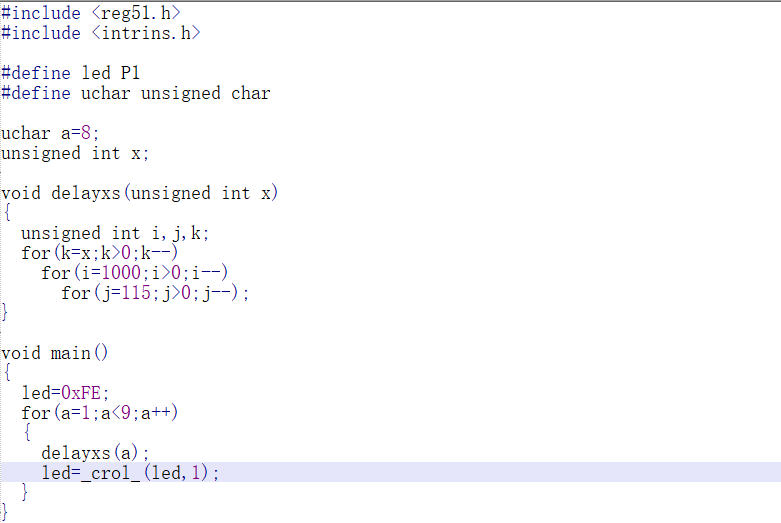 #include <reg51.h>
#include <intrins.h>
#define led P1
#define uchar unsigned char
uchar a=8;
unsigned int x;
void delayxs(unsigned int x)
{
  unsigned int i,j,k;
  for(k=x;k>0;k--)
    for(i=1000;i>0;i--)
      for(j=115;j>0;j--);
}
void main()
{
  led=0xFE;
  for(a=1;a<9;a++)
  {
    delayxs(a);
    led=_crol_(led,1);
  }
}